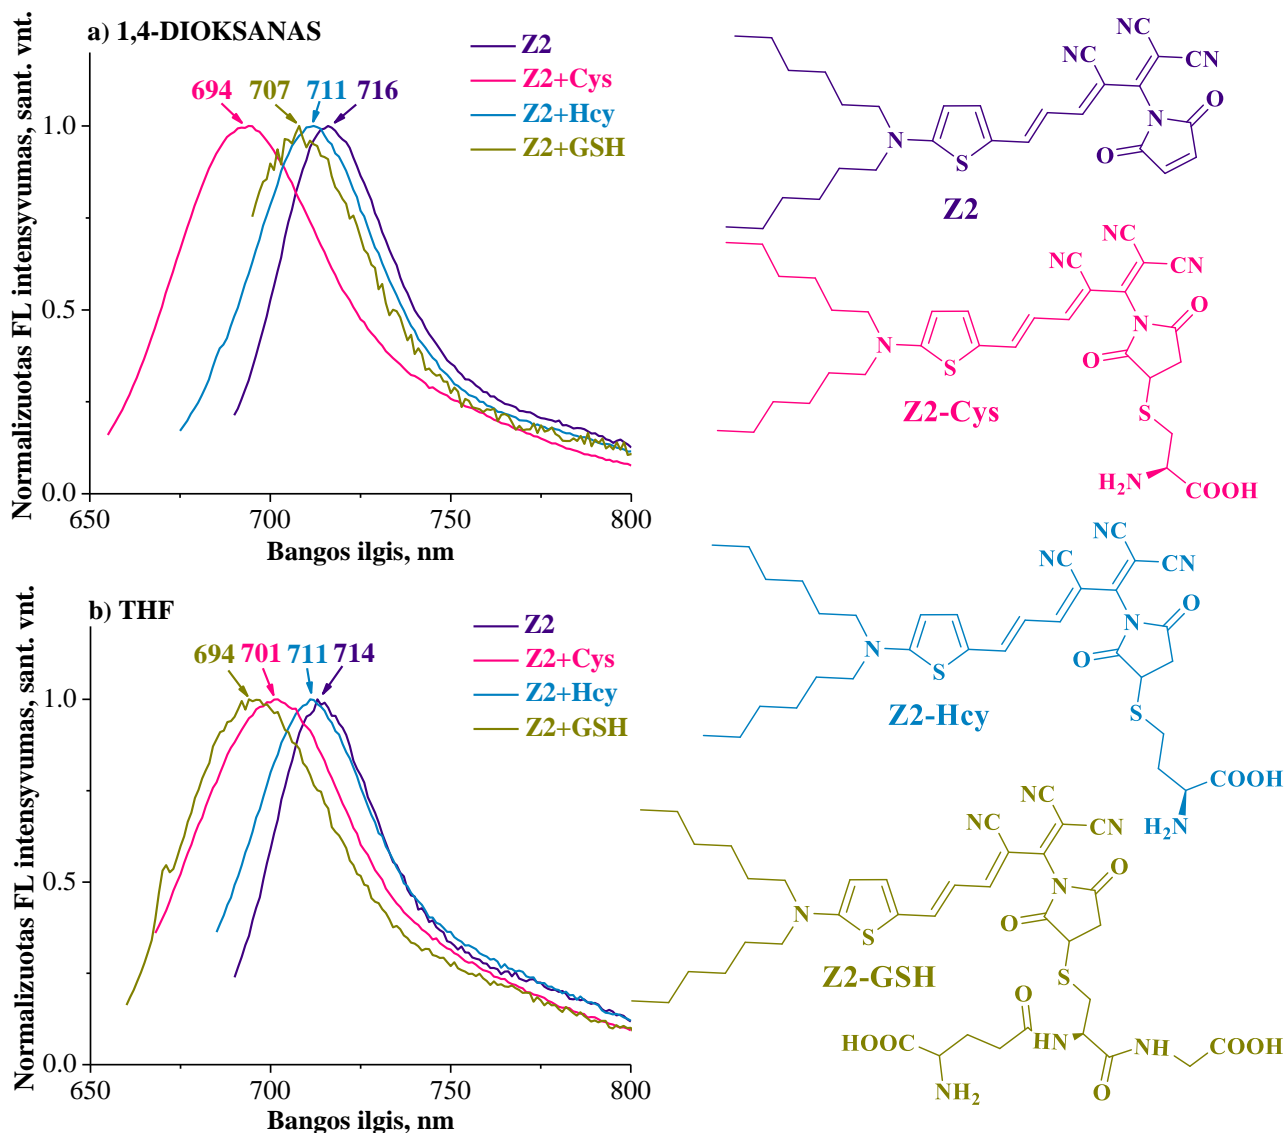 a) 1,4-DIOKSANAS
Z2
Z2+Cys
Z2+Hcy
Z2+GSH
694 707 711 716
1.0
0.5
0.0
650 700 750 800
Bangos ilgis, nm
Normalizuotas FL intensyvumas, sant. vnt.
b) THF
Z2
Z2+Cys
Z2+Hcy
Z2+GSH
694 701 711 714
1.0
0.5
0.0
650 700 750 800
Bangos ilgis, nm
Normalizuotas FL intensyvumas, sant. vnt.
NC
CN
CN
N
S
N
O
O
Z2
NC
NC
CN
N
S
N
O
O
S
H₂N
COOH
Z2-Cys
NC
NC
CN
N
S
N
O
O
S
COOH
H₂N
Z2-Hcy
NC
NC
CN
N
S
N
O
O
S
Z2-GSH
O
HOOC
NH₂
HN
O
NH
COOH